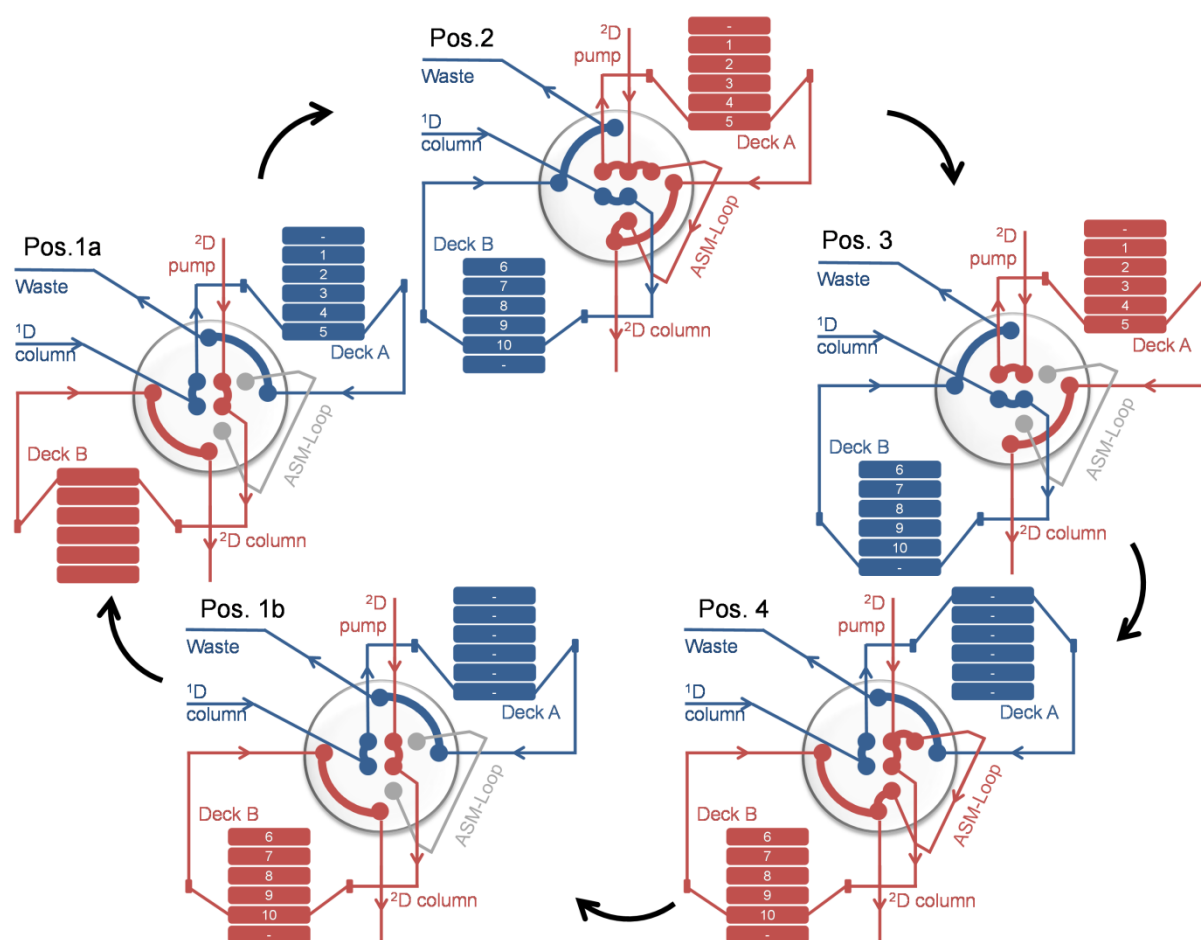 Pos.2
²D
pump
Waste
¹D
column
-
1
2
3
4
5
Deck A
Deck B
6
7
8
9
10
-
ASM-Loop
²D column
Pos.1a
²D
pump
Waste
¹D
column
-
1
2
3
4
5
Deck A
Deck B
ASM-Loop
²D column
Pos. 3
²D
pump
Waste
¹D
column
-
1
2
3
4
5
Deck A
Deck B
6
7
8
9
10
-
ASM-Loop
²D column
Pos. 1b
²D
pump
Waste
¹D
column
-
-
-
-
-
-
Deck A
Deck B
6
7
8
9
10
-
ASM-Loop
²D column
Pos. 4
²D
pump
Waste
¹D
column
-
-
-
-
-
-
Deck A
Deck B
6
7
8
9
10
-
ASM-Loop
²D column